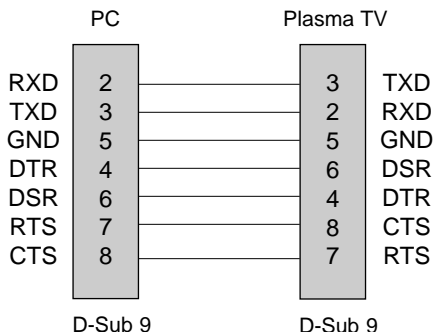 PC Plasma TV
RXD 2 3 TXD
TXD 3 2 RXD
GND 5 5 GND
DTR 4 6 DSR
DSR 6 4 DTR
RTS 7 8 CTS
CTS 8 7 RTS
D-Sub 9 D-Sub 9